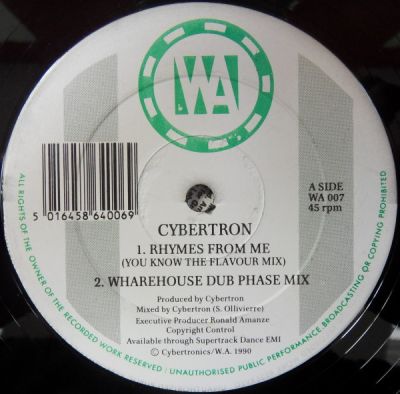 WA
5 016458 640069
A SIDE
WA 007
45 rpm
CYBERTRON
1. RHYMES FROM ME
(YOU KNOW THE FLAVOUR MIX)
2. WHAREHOUSE DUB PHASE MIX
Produced by Cybertron
Mixed by Cybertron (S. Ollivierre)
Executive Producer Ronald Amanze
Copyright Control
Available through Supertrack Dance EMI
© Cybertronics/W.A. 1990
ALL RIGHTS OF THE OWNER OF THE RECORDED WORK RESERVED : UNAUTHORISED PUBLIC PERFORMANCE BROADCASTING OR COPYING PROHIBITED